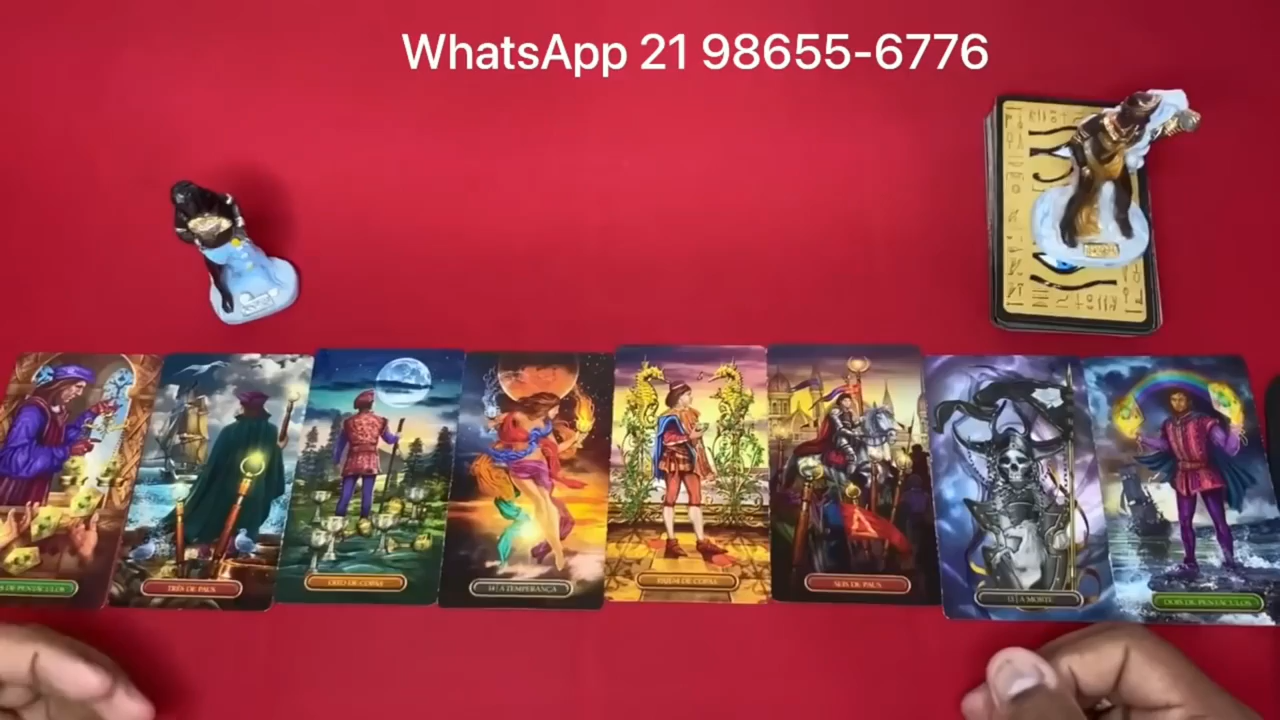 WhatsApp 21 98655-6776
S DE PENTÁCULOS
TRÊS DE PAUS
OITO DE COPAS
14 | A TEMPERANÇA
PAJEM DE COPAS
SEIS DE PAUS
13 | A MORTE
DOIS DE PENTÁCULOS